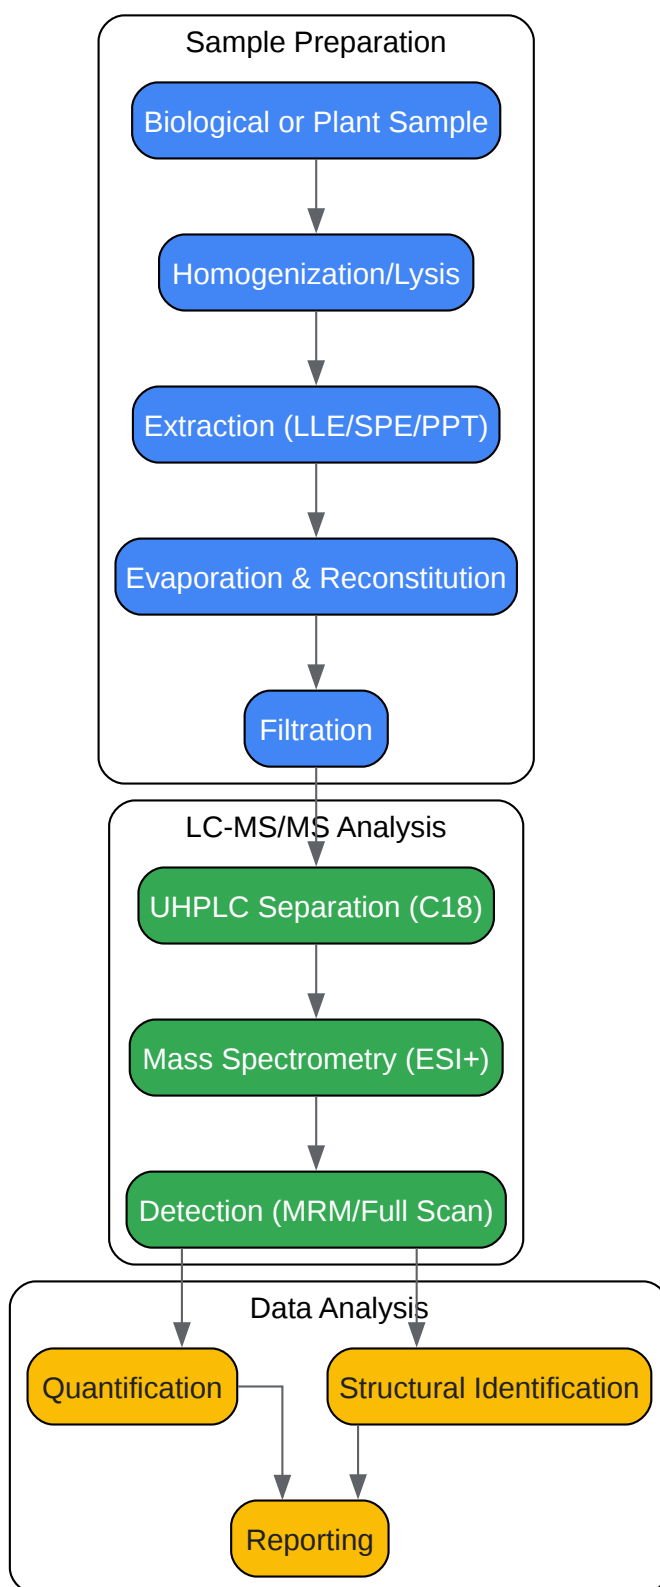 Sample Preparation
Biological or Plant Sample
Homogenization/Lysis
Extraction (LLE/SPE/PPT)
Evaporation & Reconstitution
Filtration
LC-MS/MS Analysis
UHPLC Separation (C18)
Mass Spectrometry (ESI+)
Detection (MRM/Full Scan)
Data Analysis
Quantification
Structural Identification
Reporting